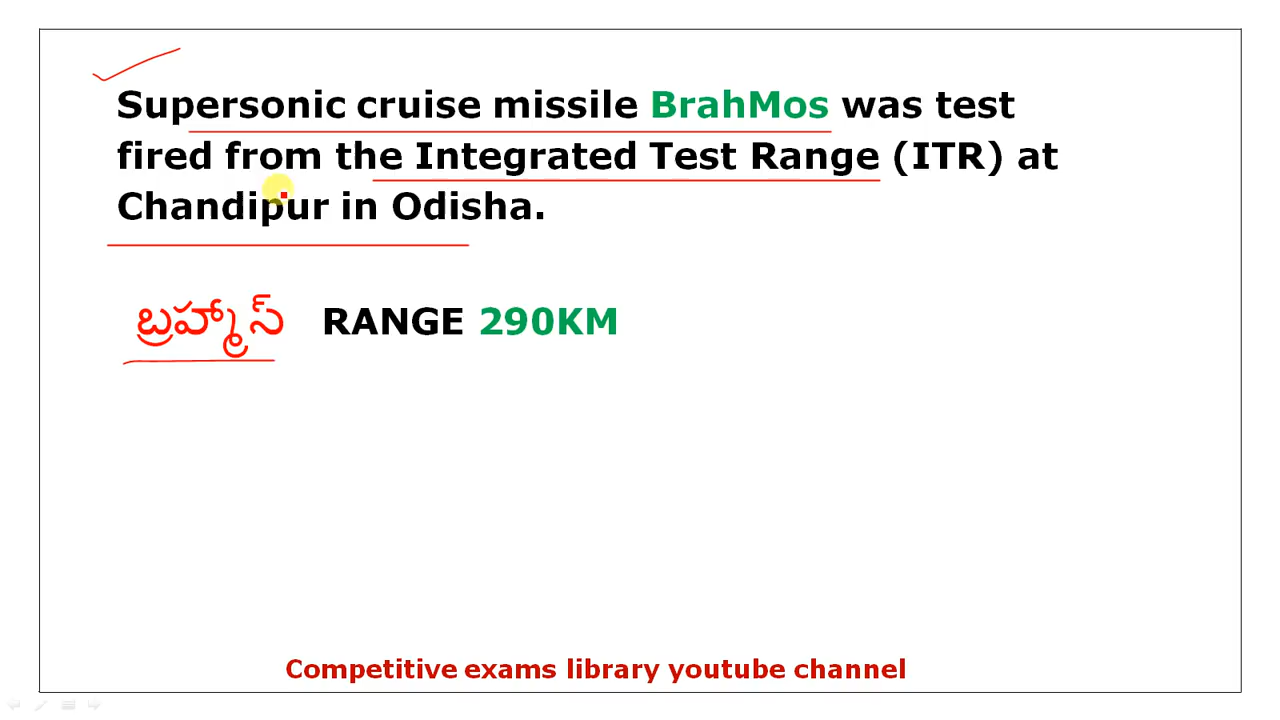 Supersonic cruise missile BrahMos was test
fired from the Integrated Test Range (ITR) at
Chandipur in Odisha.
బ్రహ్మోస్ RANGE 290KM
Competitive exams library youtube channel